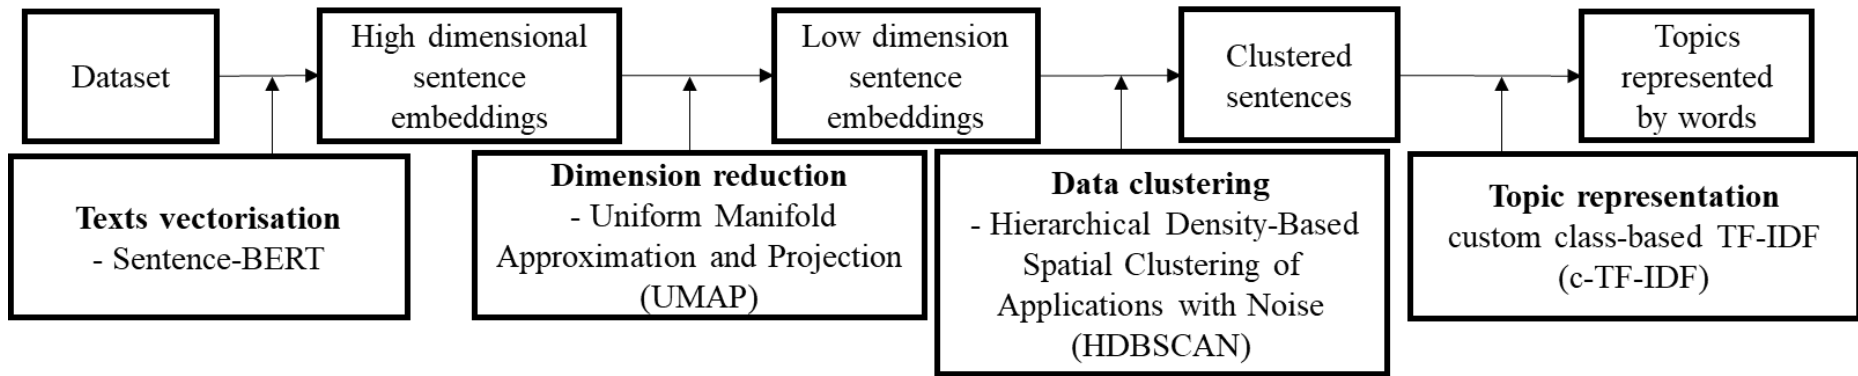 Dataset
High dimensional
sentence
embeddings
Low dimension
sentence
embeddings
Clustered
sentences
Topics
represented
by words
Texts vectorisation
- Sentence-BERT
Dimension reduction
- Uniform Manifold
Approximation and Projection
(UMAP)
Data clustering
- Hierarchical Density-Based
Spatial Clustering of
Applications with Noise
(HDBSCAN)
Topic representation
custom class-based TF-IDF
(c-TF-IDF)